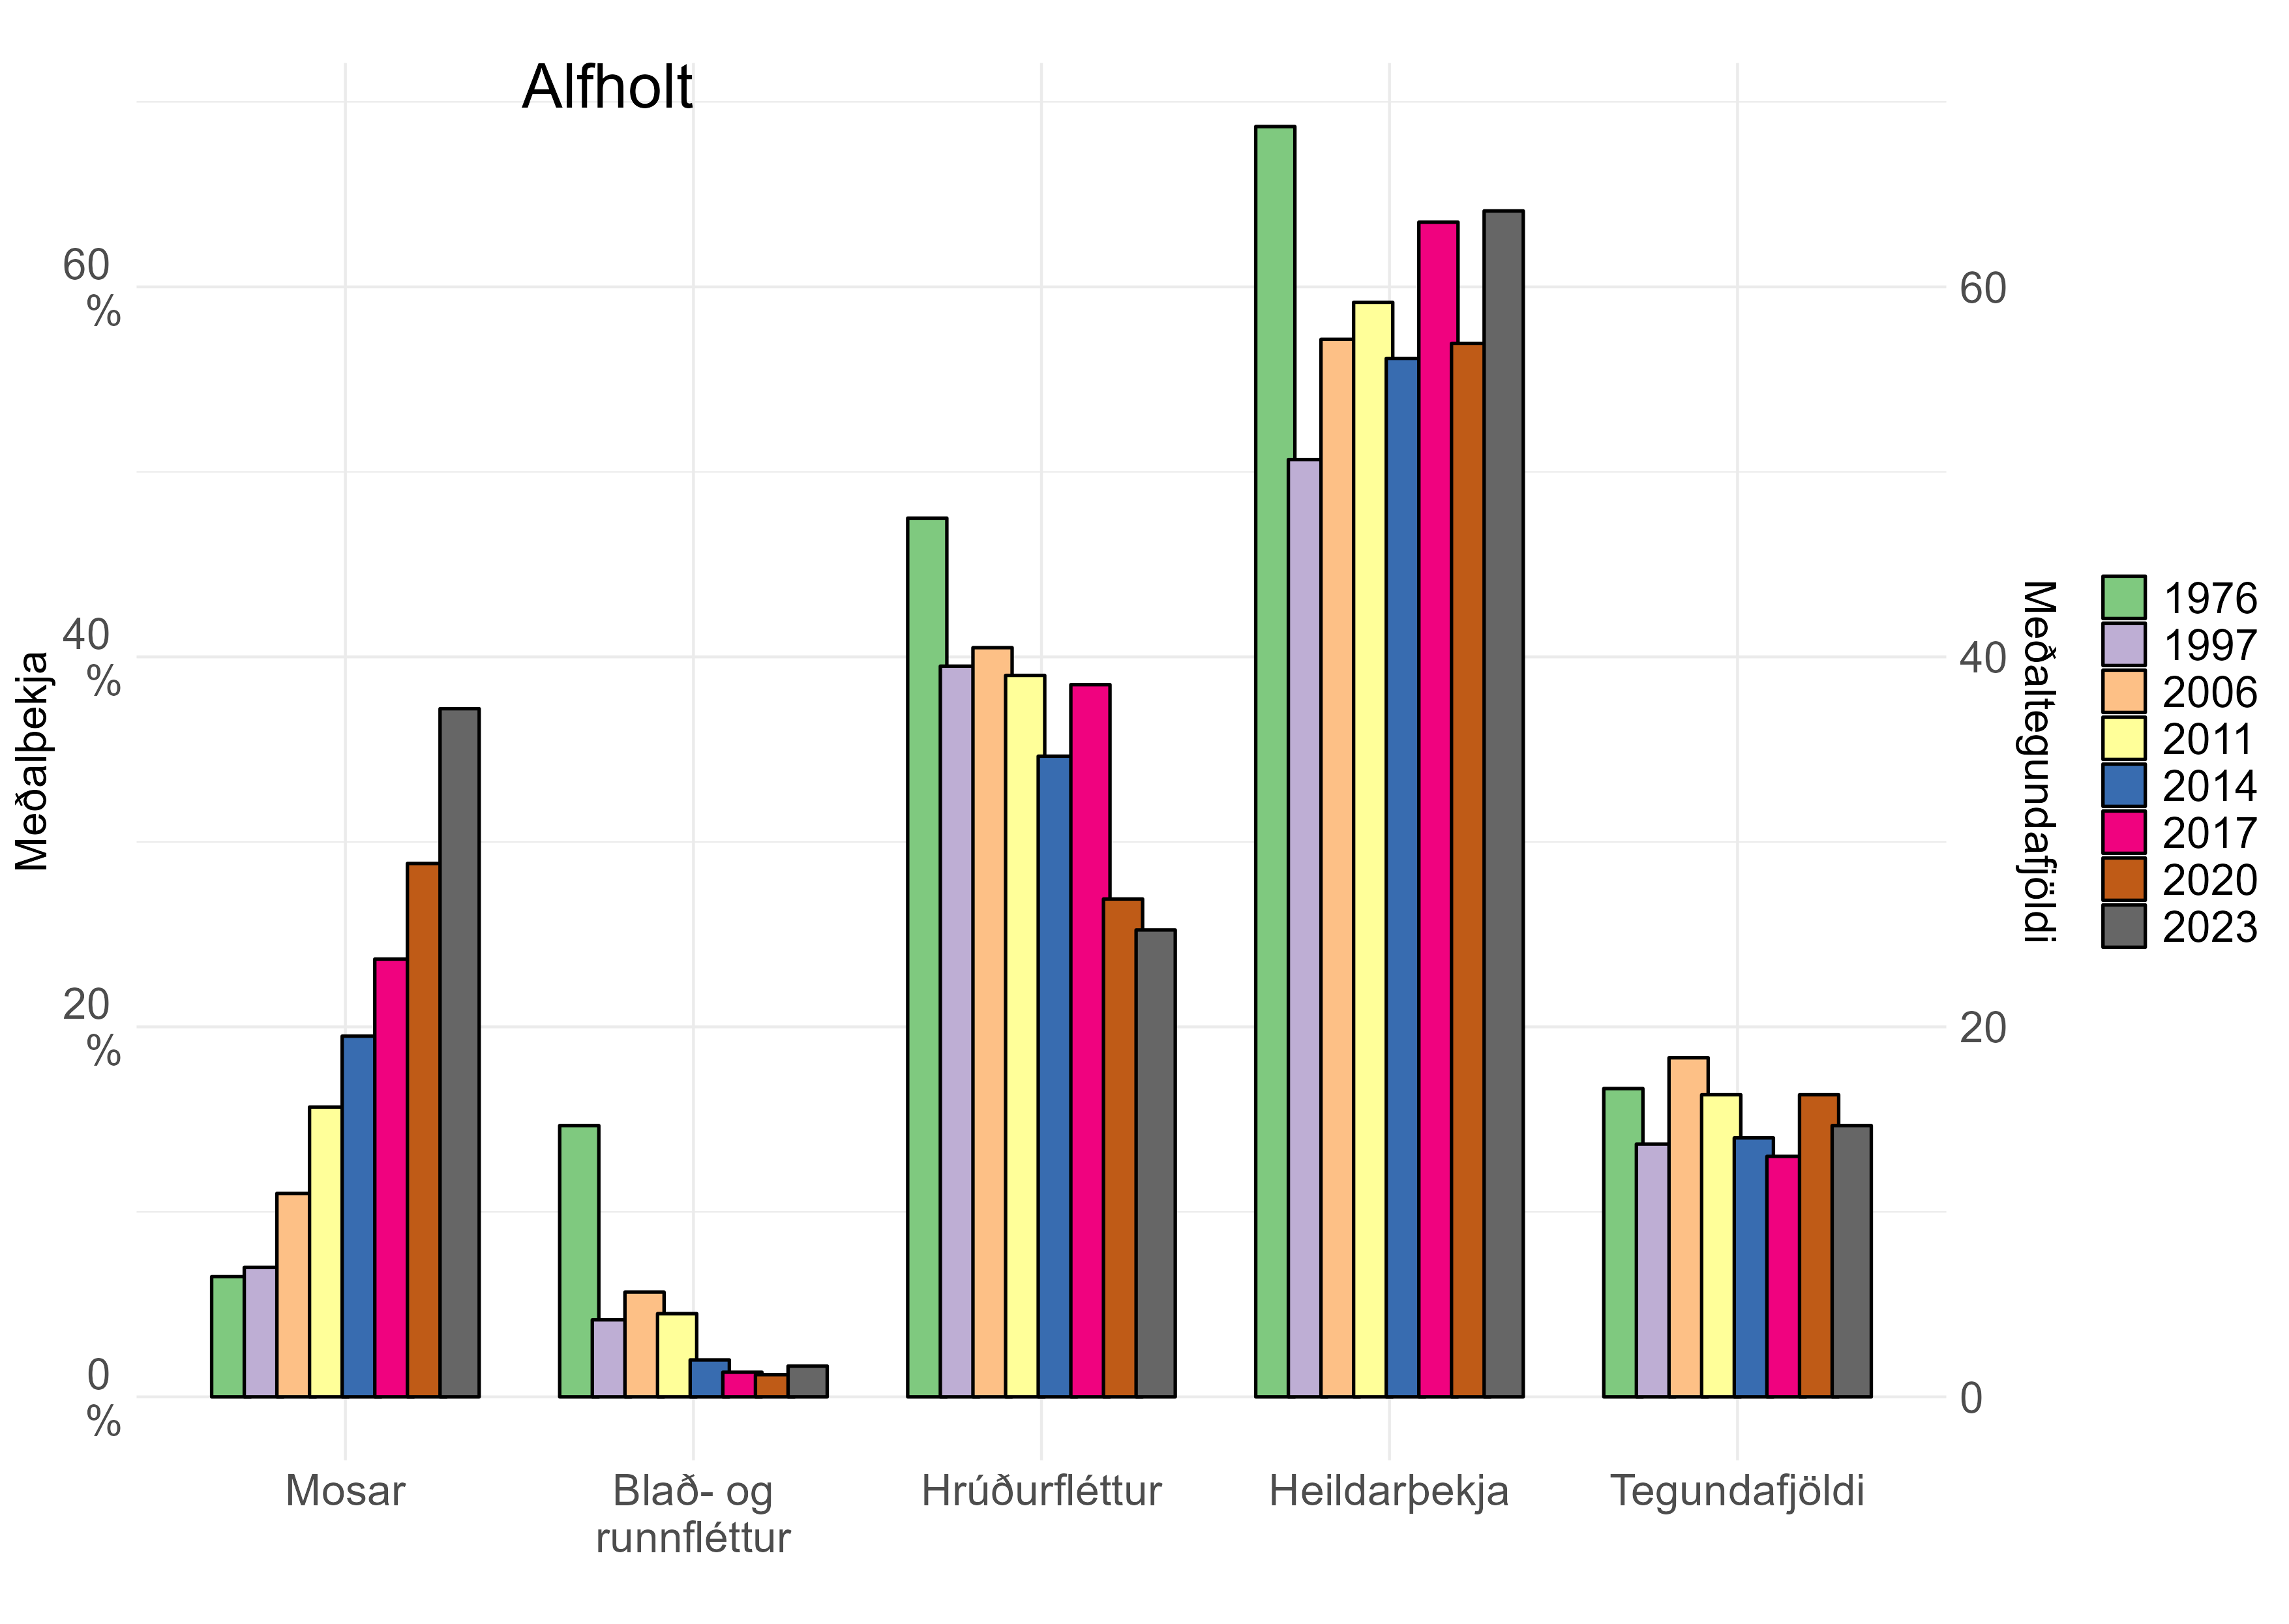 Alfholt
Meðalþekja
60
%
40
%
20
%
0
%
60
40
20
0
Meðaltegundafjöldi
1976
1997
2006
2011
2014
2017
2020
2023
Mosar
Blað- og
runnfléttur
Hrúðurfléttur
Heildarþekja
Tegundafjöldi